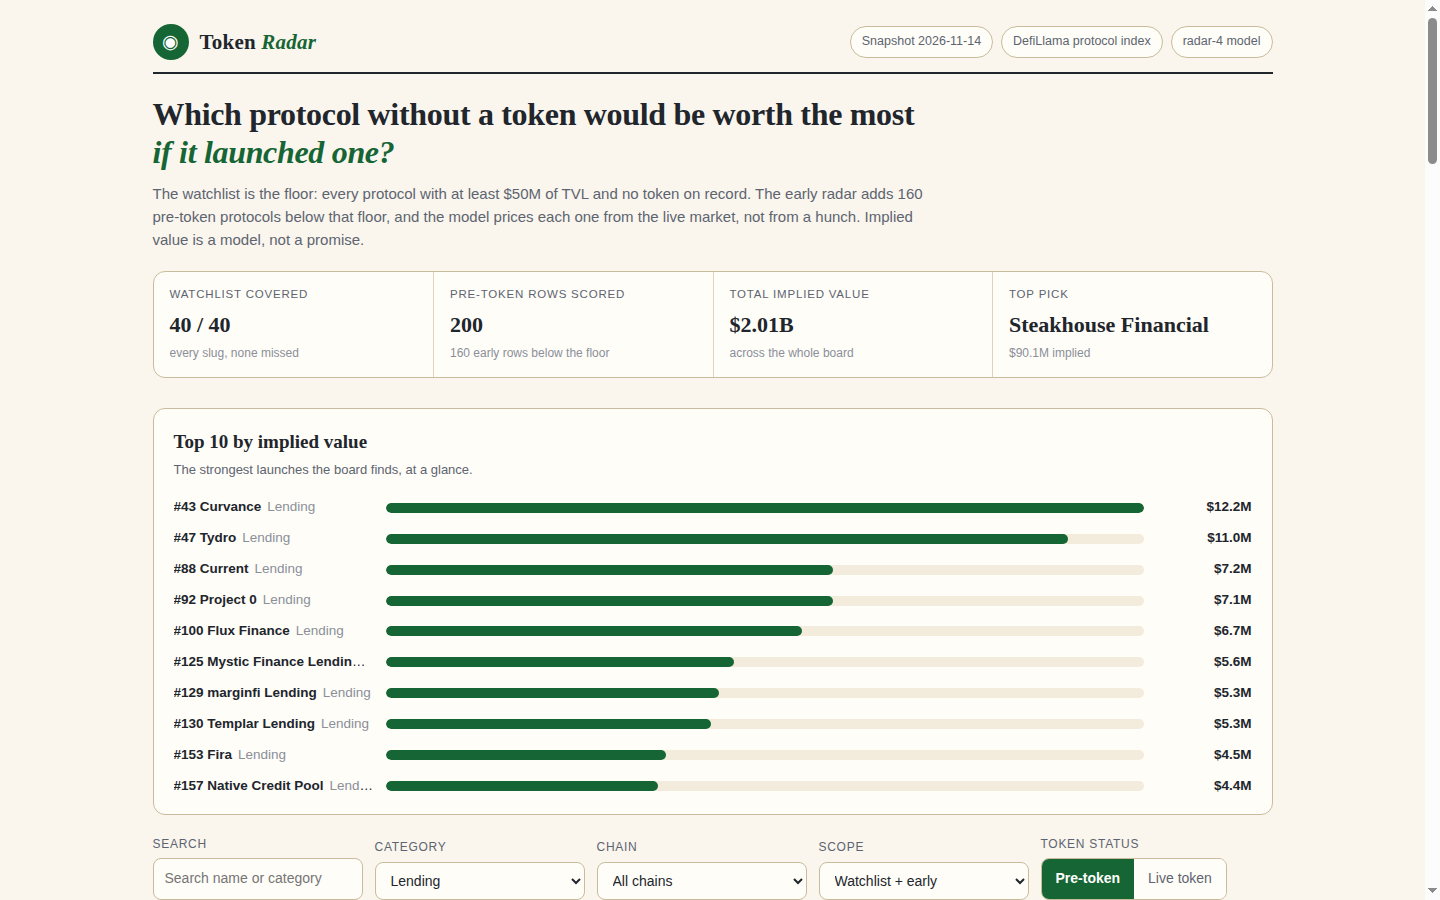 Token Radar
Snapshot 2026-11-14
DefiLlama protocol index
radar-4 model
Which protocol without a token would be worth the most
if it launched one?
The watchlist is the floor: every protocol with at least $50M of TVL and no token on record. The early radar adds 160
pre-token protocols below that floor, and the model prices each one from the live market, not from a hunch. Implied
value is a model, not a promise.
WATCHLIST COVERED
40 / 40
every slug, none missed
PRE-TOKEN ROWS SCORED
200
160 early rows below the floor
TOTAL IMPLIED VALUE
$2.01B
across the whole board
TOP PICK
Steakhouse Financial
$90.1M implied
Top 10 by implied value
The strongest launches the board finds, at a glance.
#43 Curvance Lending $12.2M
#47 Tydro Lending $11.0M
#88 Current Lending $7.2M
#92 Project 0 Lending $7.1M
#100 Flux Finance Lending $6.7M
#125 Mystic Finance Lendin… $5.6M
#129 marginfi Lending Lending $5.3M
#130 Templar Lending Lending $5.3M
#153 Fira Lending $4.5M
#157 Native Credit Pool Lend… $4.4M
SEARCH
Search name or category
CATEGORY
Lending
CHAIN
All chains
SCOPE
Watchlist + early
TOKEN STATUS
Pre-token
Live token